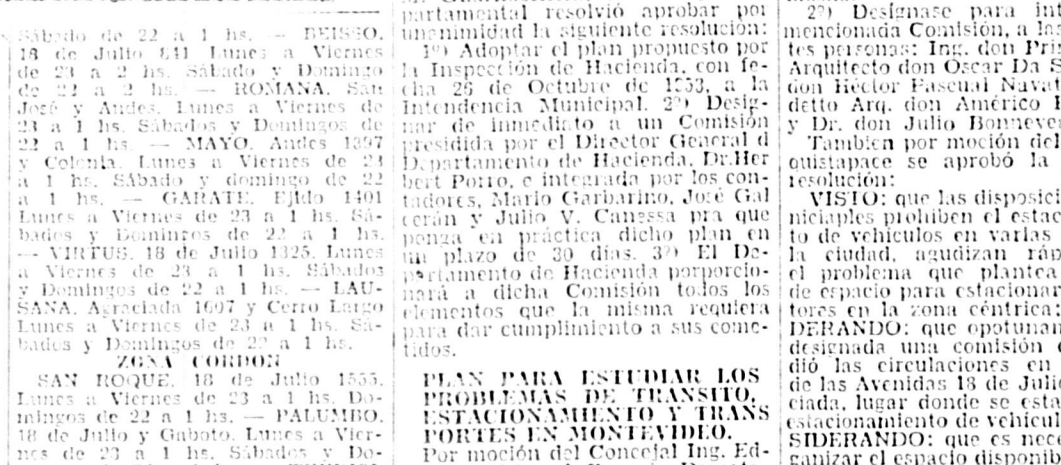 Sábado de 22 a 1 hs. — BEISSO.
18 de Julio 841 Lunes a Viernes
de 23 a 2 hs. Sábado y Domingo
de 22 a 2 hs. — ROMANA. San
José y Andes. Lunes a Viernes de
23 a 1 hs. Sábados y Domingos de
22 a 1 hs. — MAYO. Andes 1397
y Colonia. Lunes a Viernes de 23
a 1 hs. Sábado y domingo de 22
a 1 hs. — GARATE. Ejido 1401
Lunes a Viernes de 23 a 1 hs. Sá-
bados y Domingos de 22 a 1 hs.
— VIRTUS. 18 de Julio 1325. Lunes
a Viernes de 23 a 1 hs. Sábados
y Domingos de 22 a 1 hs. — LAU-
SANA. Agraciada 1607 y Cerro Largo
Lunes a Viernes de 23 a 1 hs. Sá-
bados y Domingos de 22 a 1 hs.
ZONA CORDON
SAN ROQUE. 18 de Julio 1555.
Lunes a Viernes de 23 a 1 hs. Do-
mingos de 22 a 1 hs. — PALUMBO.
18 de Julio y Gaboto. Lunes a Vier-
nes de 23 a 1 hs. Sábados y Do-
partamental resolvió aprobar por
unenimidad la siguiente resolución:
1º) Adoptar el plan propuesto por
la Inspección de Hacienda, con fe-
cha 26 de Octubre de 1953, a la
Intendencia Municipal. 2º) Desig-
nar de inmediato a un Comisión
presidida por el Director General d
Departamento de Hacienda, Dr.Her
bert Porro, e integrada por los con-
tadores, Mario Garbarino, José Gal
cerán y Julio V. Canessa pra que
ponga en práctica dicho plan en
un plazo de 30 días. 3º) El De-
partamento de Hacienda porporcio-
nará a dicha Comisión todos los
elementos que la misma requiera
para dar cumplimiento a sus come-
tidos.
PLAN PARA ESTUDIAR LOS
PROBLEMAS DE TRANSITO,
ESTACIONAMIENTO Y TRANS
PORTES EN MONTEVIDEO.
Por moción del Concejal Ing. Ed-
2º) Desígnase para int
mencionada Comisión, a las
tes personas: Ing. don Pri
Arquitecto don Oscar Da S
don Héctor Pascual Navat
detto Arq. don Américo
y Dr. don Julio Bonneve
Tambien por moción del
quistapace se aprobó la
resolución:
VISTO: que las disposici
niciaples prohiben el estac
to de vehículos en varias
la ciudad, agudizan ráp
el problema que plantea
de espacio para estacionar
tores en la zona céntrica:
DERANDO: que opotunan
designada una comisión
dió las circulaciones en
de las Avenidas 18 de Juli
ciada, lugar donde se esta
estacionamiento de vehícul
SIDERANDO: que es nece
ganizar el espacio disponib